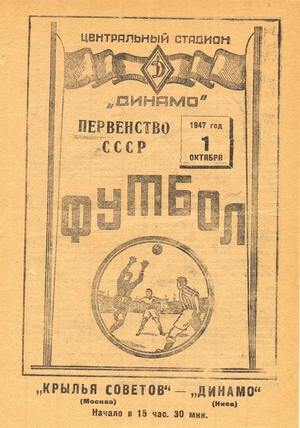 ЦЕНТРАЛЬНЫЙ СТАДИОН
Д
„ДИНАМО"
ПЕРВЕНСТВО
СССР
1947 год
1
ОКТЯБРЯ
ФУТБОЛ
„КРЫЛЬЯ СОВЕТОВ" — „ДИНАМО"
(Москва) (Киев)
Начало в 15 час. 30 мин.